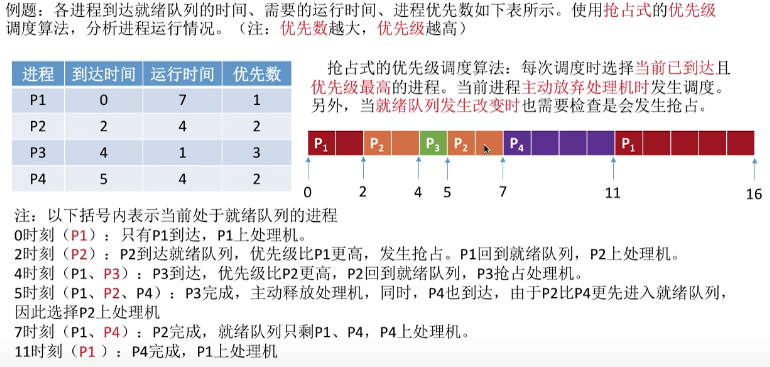 例题：各进程到达就绪队列的时间、需要的运行时间、进程优先数如下表所示。使用抢占式的优先级
调度算法，分析进程运行情况。（注：优先数越大，优先级越高）
进程 到达时间 运行时间 优先数
P1 0 7 1
P2 2 4 2
P3 4 1 3
P4 5 4 2
抢占式的优先级调度算法：每次调度时选择当前已到达且
优先级最高的进程。当前进程主动放弃处理机时发生调度。
另外，当就绪队列发生改变时也需要检查是会发生抢占。
P1 P2 P3 P2 P4 P1
0 2 4 5 7 11 16
注：以下括号内表示当前处于就绪队列的进程
0时刻（P1）：只有P1到达，P1上处理机。
2时刻（P2）：P2到达就绪队列，优先级比P1更高，发生抢占。P1回到就绪队列，P2上处理机。
4时刻（P1、P3）：P3到达，优先级比P2更高，P2回到就绪队列，P3抢占处理机。
5时刻（P1、P2、P4）：P3完成，主动释放处理机，同时，P4也到达，由于P2比P4更先进入就绪队列，
因此选择P2上处理机
7时刻（P1、P4）：P2完成，就绪队列只剩P1、P4，P4上处理机。
11时刻（P1）：P4完成，P1上处理机